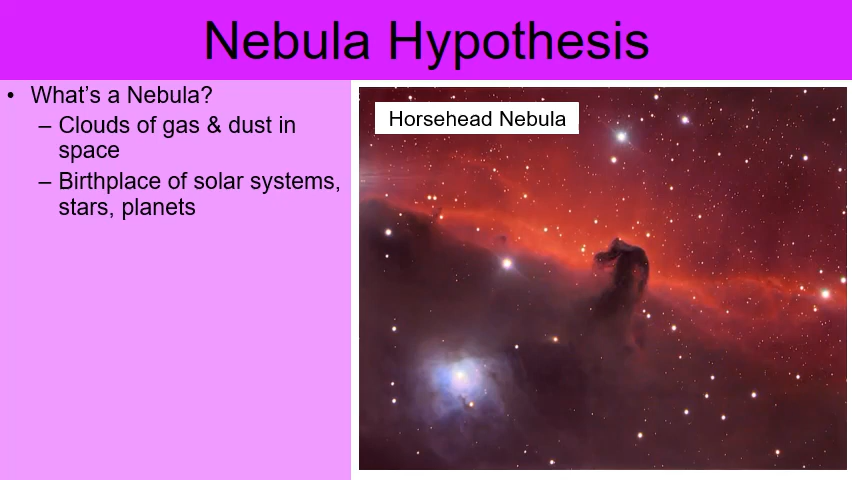 Nebula Hypothesis
• What’s a Nebula?
– Clouds of gas & dust in
space
– Birthplace of solar systems,
stars, planets
Horsehead Nebula